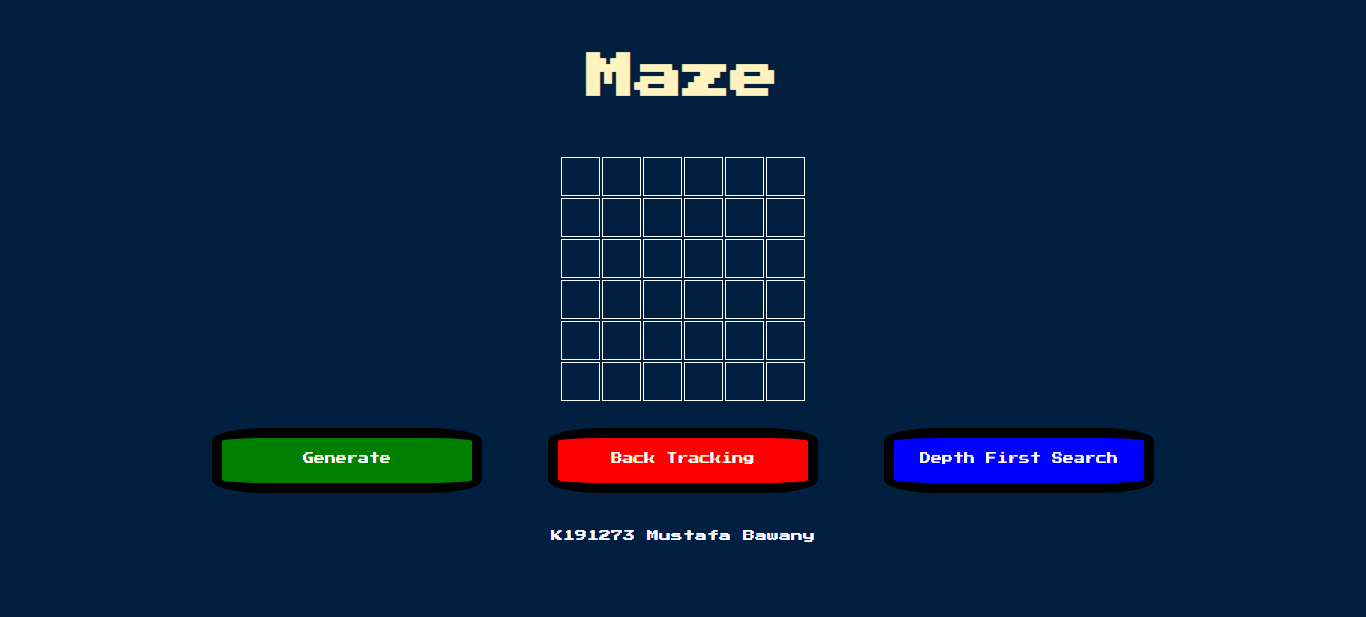 Maze
Generate
Back Tracking
Depth First Search
K191273 Mustafa Bawany